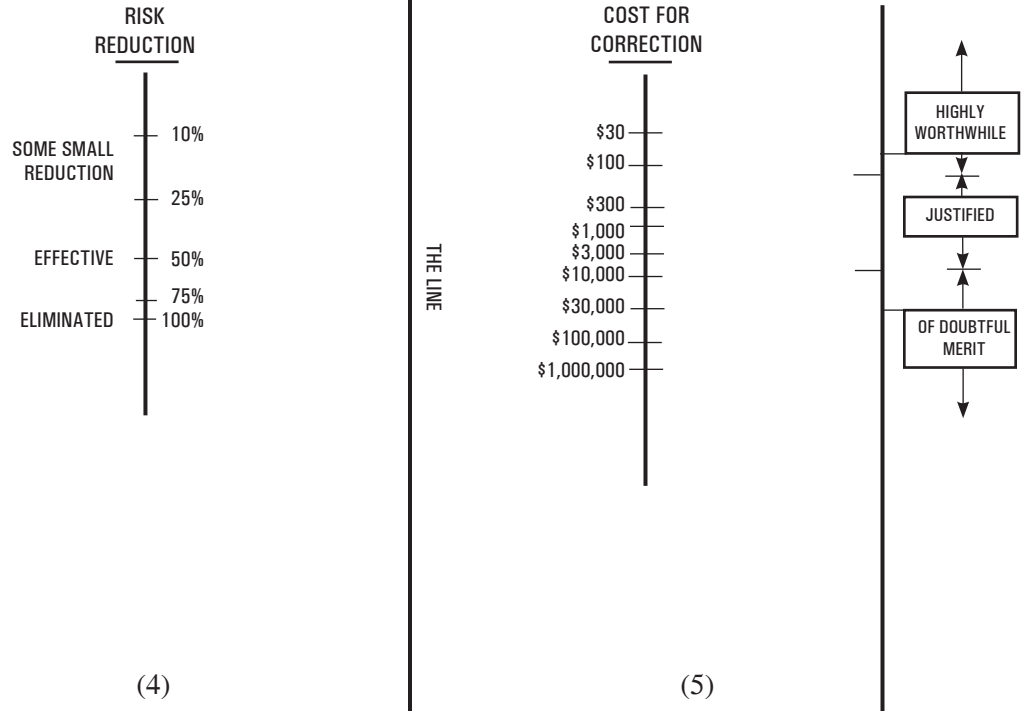 RISK
REDUCTION
10%
SOME SMALL
REDUCTION
25%
EFFECTIVE
50%
75%
ELIMINATED
100%
(4)
THE LINE
COST FOR
CORRECTION
$30
$100
$300
$1,000
$3,000
$10,000
$30,000
$100,000
$1,000,000
(5)
HIGHLY
WORTHWHILE
JUSTIFIED
OF DOUBTFUL
MERIT